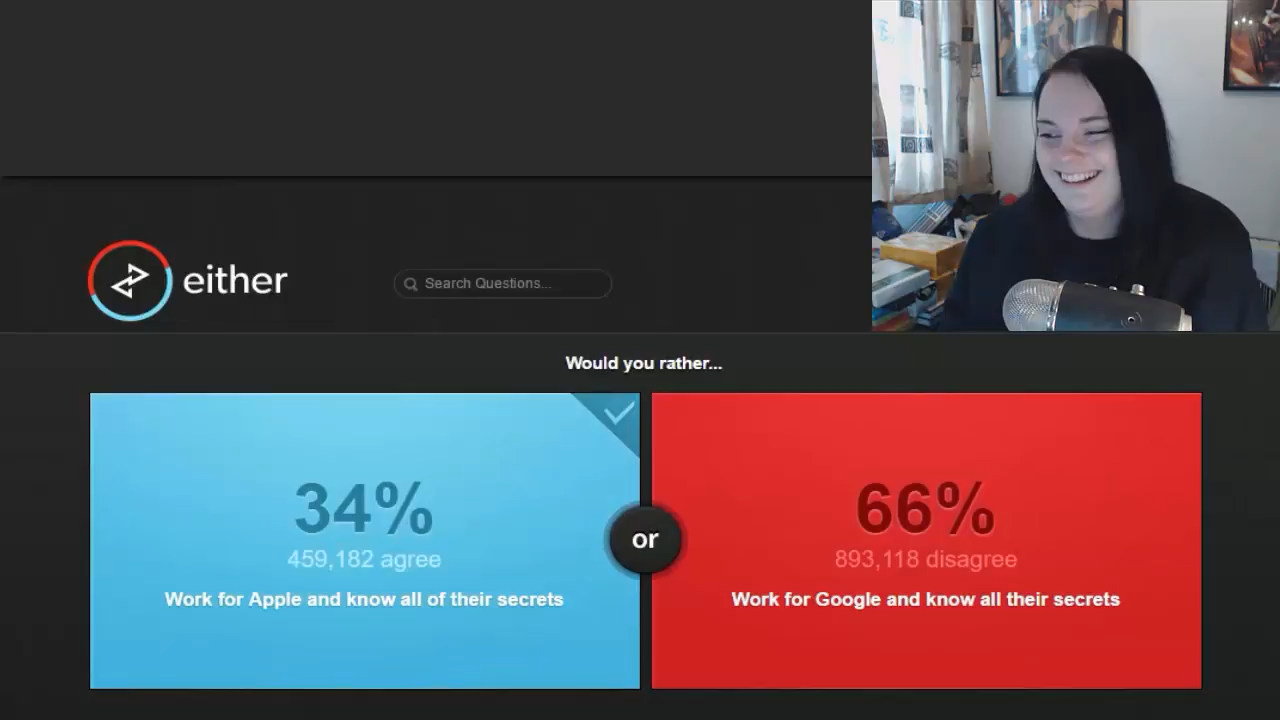 either
Search Questions...
Would you rather...
34%
459,182 agree
Work for Apple and know all of their secrets
or
66%
893,118 disagree
Work for Google and know all their secrets